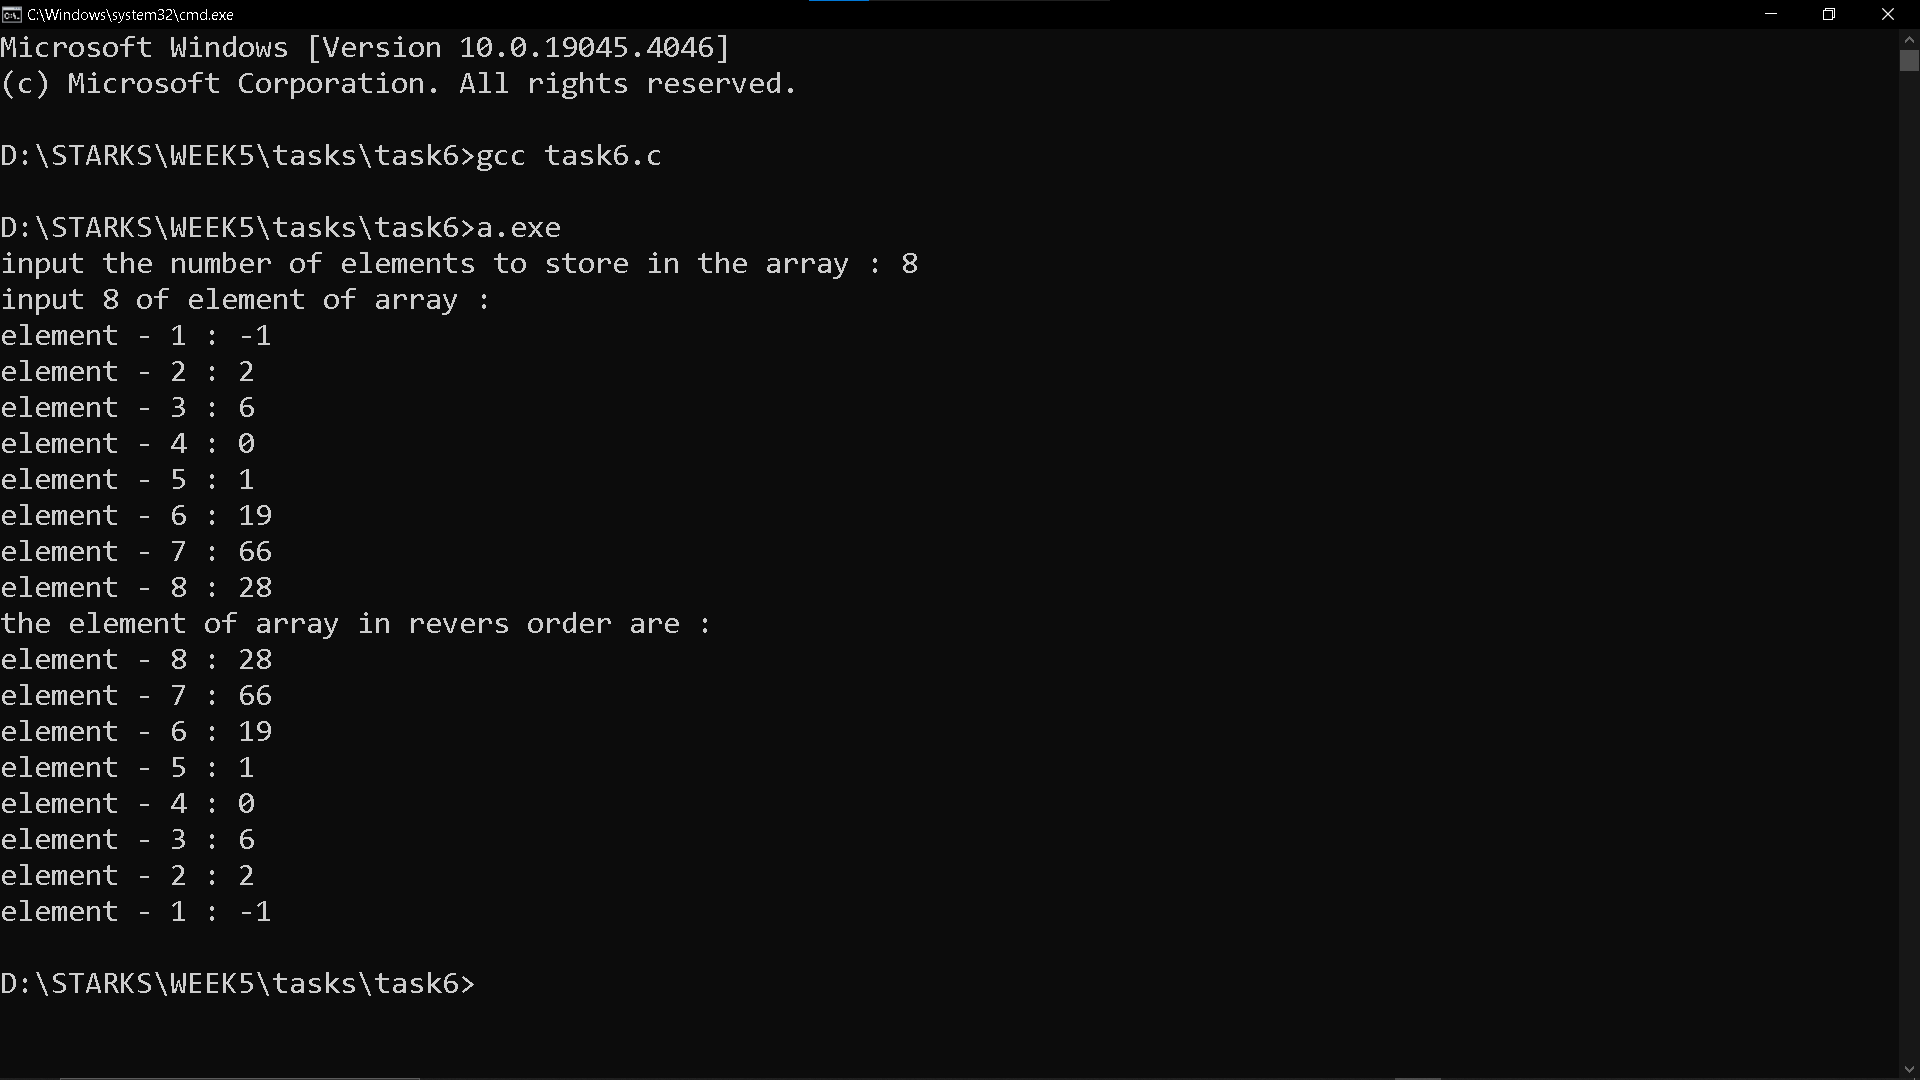 C:\Windows\system32\cmd.exe
Microsoft Windows [Version 10.0.19045.4046]
(c) Microsoft Corporation. All rights reserved.
D:\STARKS\WEEK5\tasks\task6>gcc task6.c
D:\STARKS\WEEK5\tasks\task6>a.exe
input the number of elements to store in the array : 8
input 8 of element of array :
element - 1 : -1
element - 2 : 2
element - 3 : 6
element - 4 : 0
element - 5 : 1
element - 6 : 19
element - 7 : 66
element - 8 : 28
the element of array in revers order are :
element - 8 : 28
element - 7 : 66
element - 6 : 19
element - 5 : 1
element - 4 : 0
element - 3 : 6
element - 2 : 2
element - 1 : -1
D:\STARKS\WEEK5\tasks\task6>